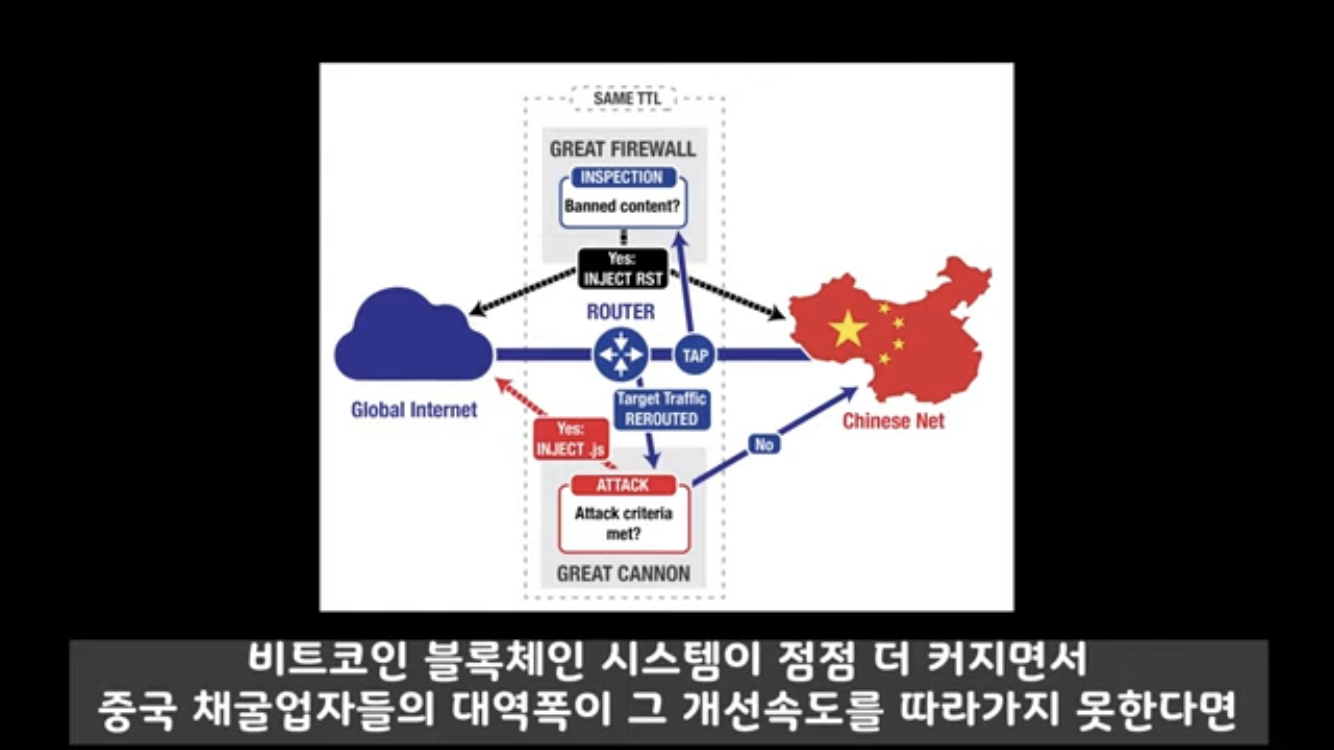 SAME TTL
GREAT FIREWALL
INSPECTION
Banned content?
Yes:
INJECT RST
ROUTER
TAP
Global Internet
Target Traffic
REROUTED
Chinese Net
Yes:
INJECT .js
No
ATTACK
Attack criteria
met?
GREAT CANNON
비트코인 블록체인 시스템이 점점 더 커지면서
중국 채굴업자들의 대역폭이 그 개선속도를 따라가지 못한다면